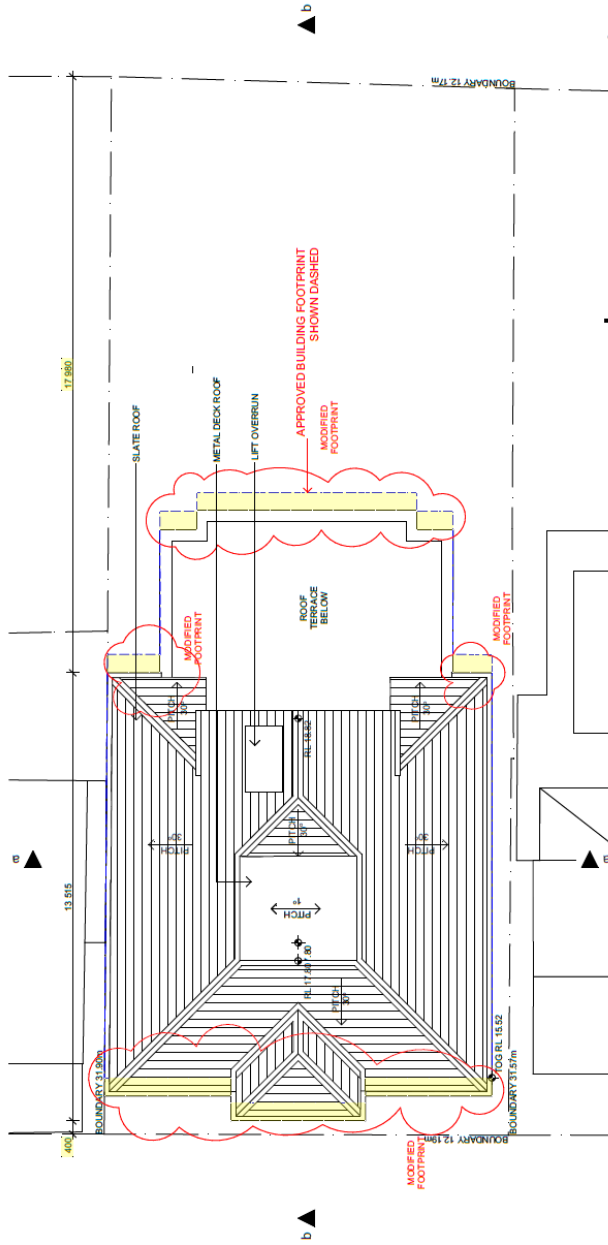 b
BOUNDARY 12.17m
17.980
SLATE ROOF
METAL DECK ROOF
LIFT OVERRUN
APPROVED BUILDING FOOTPRINT
SHOWN DASHED
MODIFIED
FOOTPRINT
MODIFIED
FOOTPRINT
ROOF
TERRACE
BELOW
MODIFIED
FOOTPRINT
PITCH
30°
PITCH
30°
RL 18.82
a
PITCH
30°
PITCH
30°
PITCH
30°
a
13.515
PITCH
1°
RL 17.80
PITCH
30°
TOG RL 15.52
BOUNDARY 31.90m
BOUNDARY 31.57m
400
BOUNDARY 12.19m
MODIFIED
FOOTPRINT
b